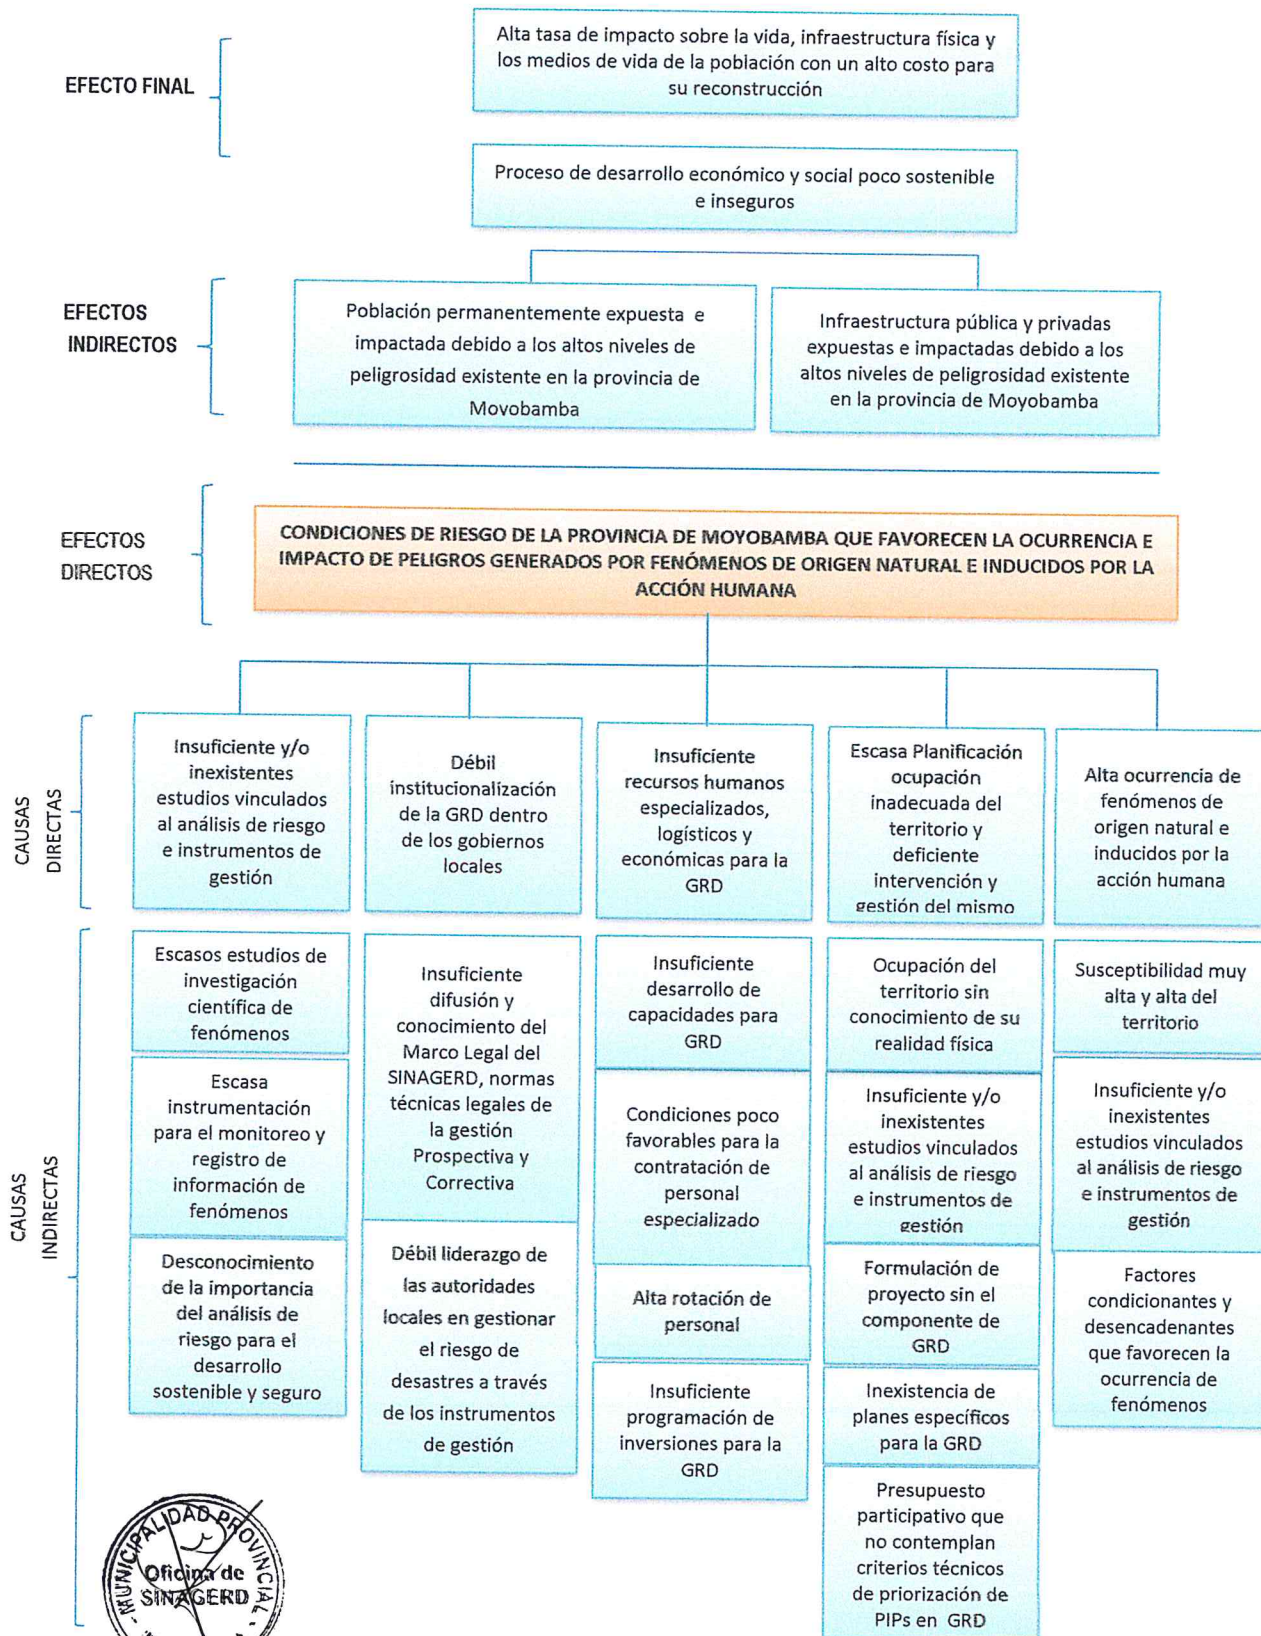 Alta tasa de impacto sobre la vida, infraestructura física y
los medios de vida de la población con un alto costo para
su reconstrucción
EFECTO FINAL
Proceso de desarrollo económico y social poco sostenible
e inseguros
EFECTOS
INDIRECTOS
Población permanentemente expuesta e
impactada debido a los altos niveles de
peligrosidad existente en la provincia de
Movobamba
Infraestructura pública y privadas
expuestas e impactadas debido a los
altos niveles de peligrosidad existente
en la provincia de Moyobamba
EFECTOS
DIRECTOS
CONDICIONES DE RIESGO DE LA PROVINCIA DE MOYOBAMBA QUE FAVORECEN LA OCURRENCIA E
IMPACTO DE PELIGROS GENERADOS POR FENÓMENOS DE ORIGEN NATURAL E INDUCIDOS POR LA
ACCIÓN HUMANA
CAUSAS
DIRECTAS
Insuficiente y/o
inexistentes
estudios vinculados
al análisis de riesgo
e instrumentos de
gestión
Débil
institucionalización
de la GRD dentro
de los gobiernos
locales
Insuficiente
recursos humanos
especializados,
logísticos y
económicas para la
GRD
Escasa Planificación
ocupación
inadecuada del
territorio y
deficiente
intervención y
gestión del mismo
Alta ocurrencia de
fenómenos de
origen natural e
inducidos por la
acción humana
CAUSAS
INDIRECTAS
Escasos estudios de
investigación
científica de
fenómenos
Escasa
instrumentación
para el monitoreo y
registro de
información de
fenómenos
Desconocimiento
de la importancia
del análisis de
riesgo para el
desarrollo
sostenible y seguro
Insuficiente
difusión y
conocimiento del
Marco Legal del
SINAGERD, normas
técnicas legales de
la gestión
Prospectiva y
Correctiva
Débil liderazgo de
las autoridades
locales en gestionar
el riesgo de
desastres a través
de los instrumentos
de gestión
Insuficiente
desarrollo de
capacidades para
GRD
Condiciones poco
favorables para la
contratación de
personal
especializado
Alta rotación de
personal
Insuficiente
programación de
inversiones para la
GRD
Ocupación del
territorio sin
conocimiento de su
realidad física
Insuficiente y/o
inexistentes
estudios vinculados
al análisis de riesgo
e instrumentos de
gestión
Formulación de
proyecto sin el
componente de
GRD
Inexistencia de
planes específicos
para la GRD
Presupuesto
participativo que
no contemplan
criterios técnicos
de priorización de
PIPs en GRD
Susceptibilidad muy
alta y alta del
territorio
Insuficiente y/o
inexistentes
estudios vinculados
al análisis de riesgo
e instrumentos de
gestión
Factores
condicionantes y
desencadenantes
que favorecen la
ocurrencia de
fenómenos
MUNICIPALIDAD PROVINCIAL
Oficina de
SINAGERD